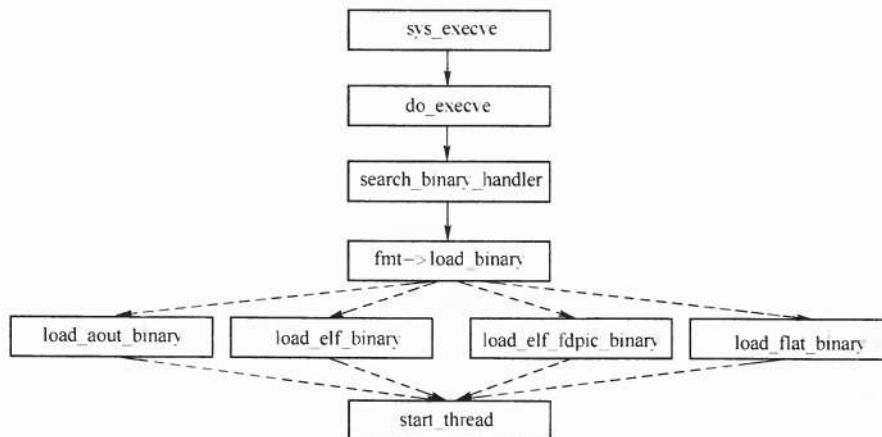 sys_execve
do_execve
search_binary_handler
fmt->load_binary
load_aout_binary
load_elf_binary
load_elf_fdpic_binary
load_flat_binary
start_thread